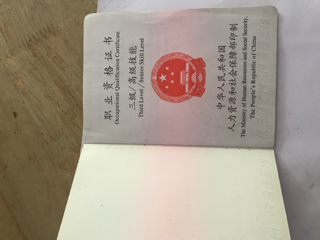 职业资格证书
Occupational Qualification Certificate
三级/高级技能
Third Level / Senior Skill Level
中华人民共和国
人力资源和社会保障部印制
The Ministry of Human Resources and Social Security,
The People's Republic of China